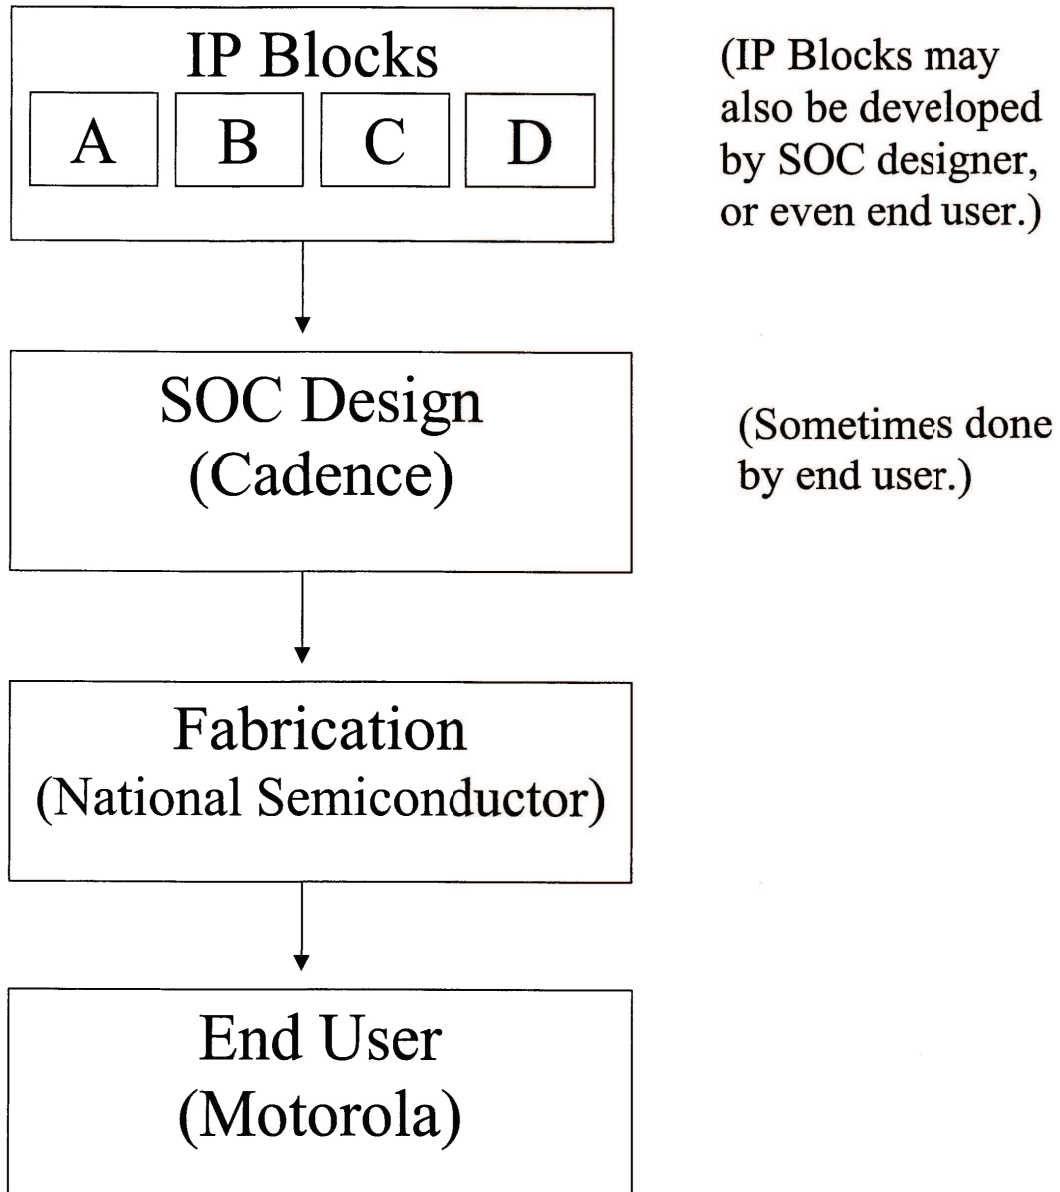 IP Blocks
A B C D
(IP Blocks may
also be developed
by SOC designer,
or even end user.)
SOC Design
(Cadence)
(Sometimes done
by end user.)
Fabrication
(National Semiconductor)
End User
(Motorola)